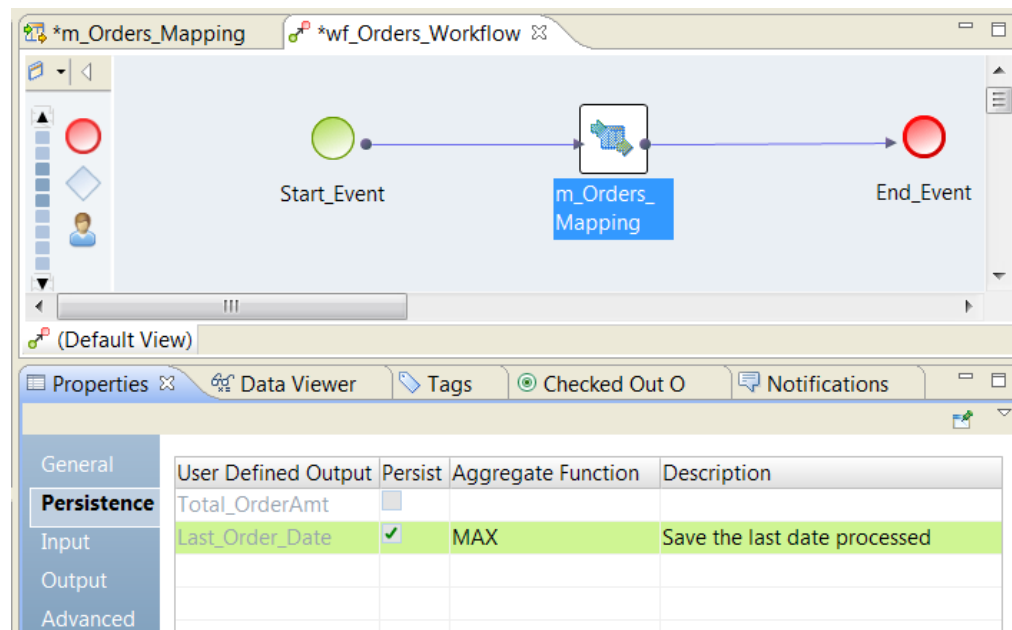 *m_Orders_Mapping *wf_Orders_Workflow
Start_Event
m_Orders_
Mapping
End_Event
(Default View)
Properties Data Viewer Tags Checked Out O Notifications
General
Persistence
Input
Output
Advanced
User Defined Output Persist Aggregate Function Description
Total_OrderAmt
Last_Order_Date MAX Save the last date processed